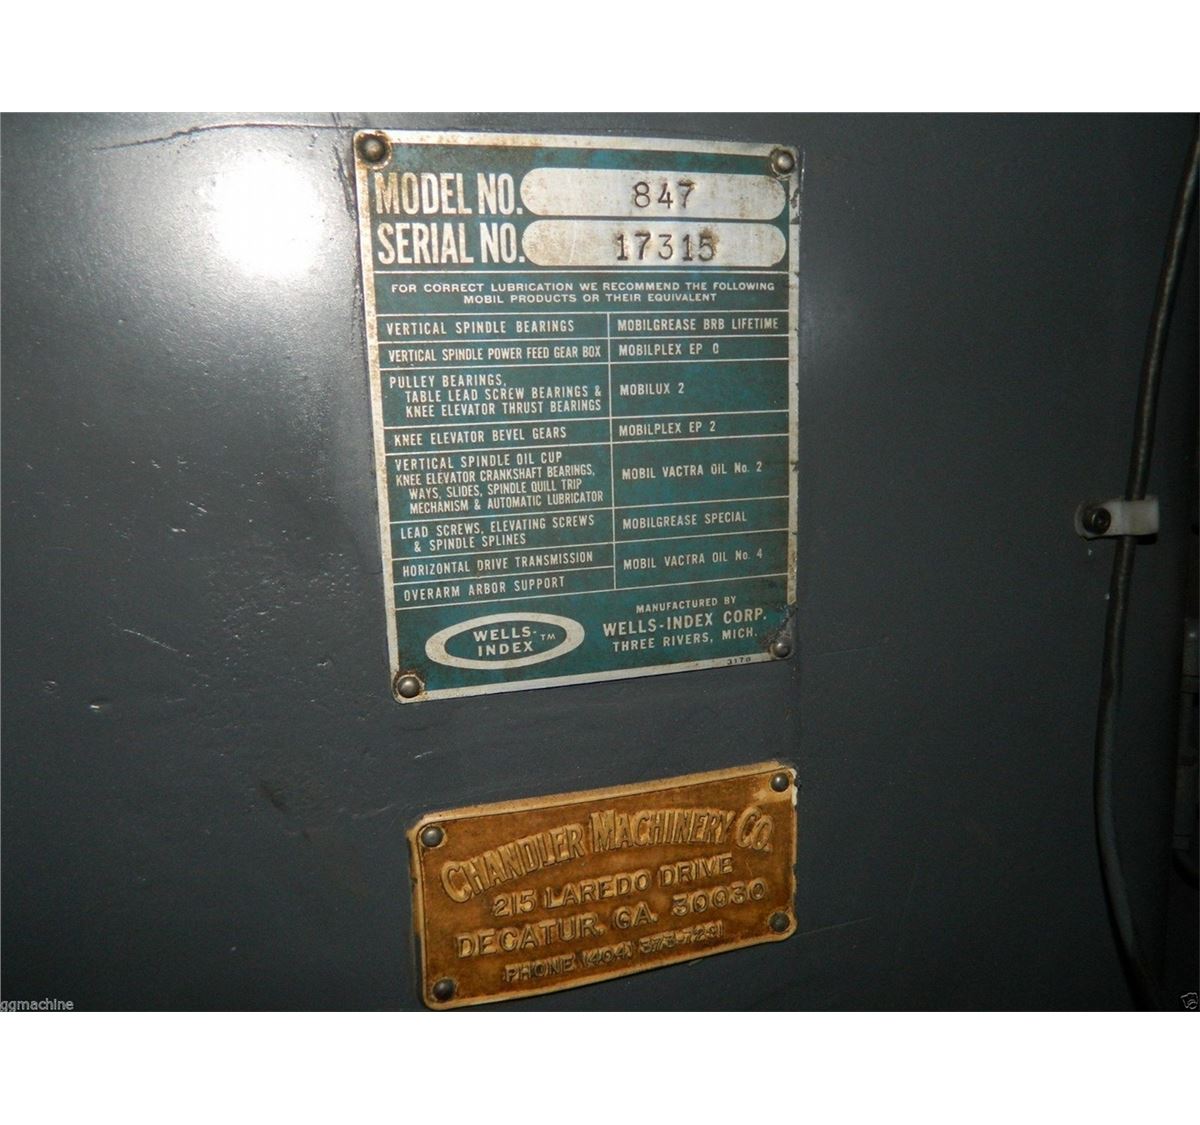 MODEL NO. 847
SERIAL NO. 17315
FOR CORRECT LUBRICATION WE RECOMMEND THE FOLLOWING
MOBIL PRODUCTS OR THEIR EQUIVALENT
VERTICAL SPINDLE BEARINGS MOBILGREASE BRB LIFETIME
VERTICAL SPINDLE POWER FEED GEAR BOX MOBILPLEX EP 0
PULLEY BEARINGS,
TABLE LEAD SCREW BEARINGS & MOBILUX 2
KNEE ELEVATOR THRUST BEARINGS
KNEE ELEVATOR BEVEL GEARS MOBILPLEX EP 2
VERTICAL SPINDLE OIL CUP
KNEE ELEVATOR CRANKSHAFT BEARINGS, MOBIL VACTRA OIL No. 2
WAYS, SLIDES, SPINDLE QUILL TRIP
MECHANISM & AUTOMATIC LUBRICATOR
LEAD SCREWS, ELEVATING SCREWS MOBILGREASE SPECIAL
& SPINDLE SPLINES
HORIZONTAL DRIVE TRANSMISSION MOBIL VACTRA OIL No. 4
OVERARM ARBOR SUPPORT
WELLS-
INDEX TM
MANUFACTURED BY
WELLS-INDEX CORP.
THREE RIVERS, MICH.
3178
CHANDLER MACHINERY CO.
215 LAREDO DRIVE
DECATUR, GA. 30030
PHONE (404) 373-7291
ggmachine